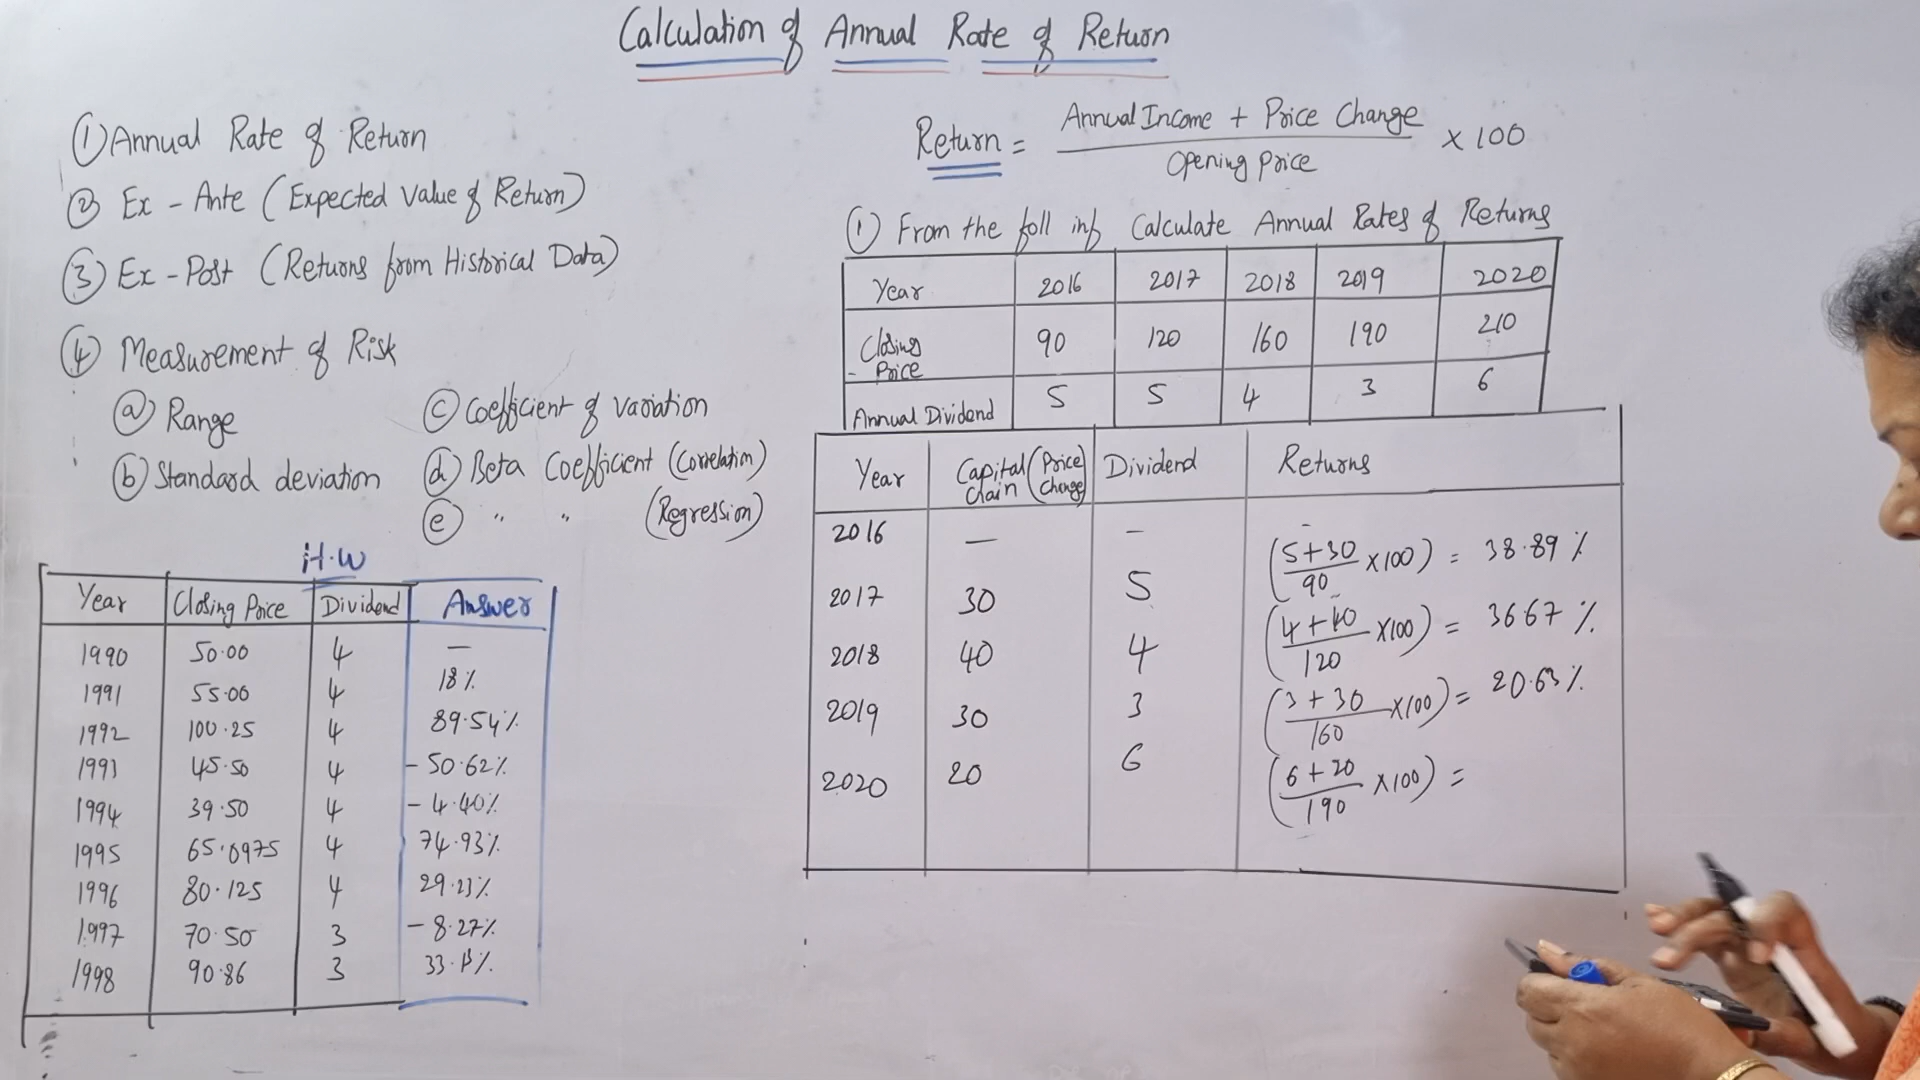 Calculation of Annual Rate of Return
① Annual Rate of Return
② Ex - Ante (Expected Value of Return)
③ Ex - Post (Returns from Historical Data)
④ Measurement of Risk
ⓐ Range
ⓑ Standard deviation
ⓒ Coefficient of variation
ⓓ Beta Coefficient (Correlation)
ⓔ " " (Regression)
H.W
Year Closing Price Dividend Answer
1990 50.00 4 —
1991 55.00 4 18%
1992 100.25 4 89.54%
1993 45.50 4 - 50.62%
1994 39.50 4 - 4.40%
1995 65.0975 4 74.93%
1996 80.125 4 29.23%
1997 70.50 3 - 8.27%
1998 90.86 3
Return = Annual Income + Price Change / Opening Price × 100
① From the foll inf Calculate Annual Rates of Returns
Year 2016 2017 2018 2019 2020
Closing Price 90 120 160 190 210
Annual Dividend 5 5 4 3 6
Year Capital Gain (Price Change) Dividend Returns
2016 — — -
2017 30 5 (5+30 / 90 ×100) = 38.89 %
2018 40 4 (4+40 / 120 ×100) = 36.67 %
2019 30 3 (3+30 / 160 ×100) = 20.63 %
2020 20 6 (6+20 / 190 ×100) =